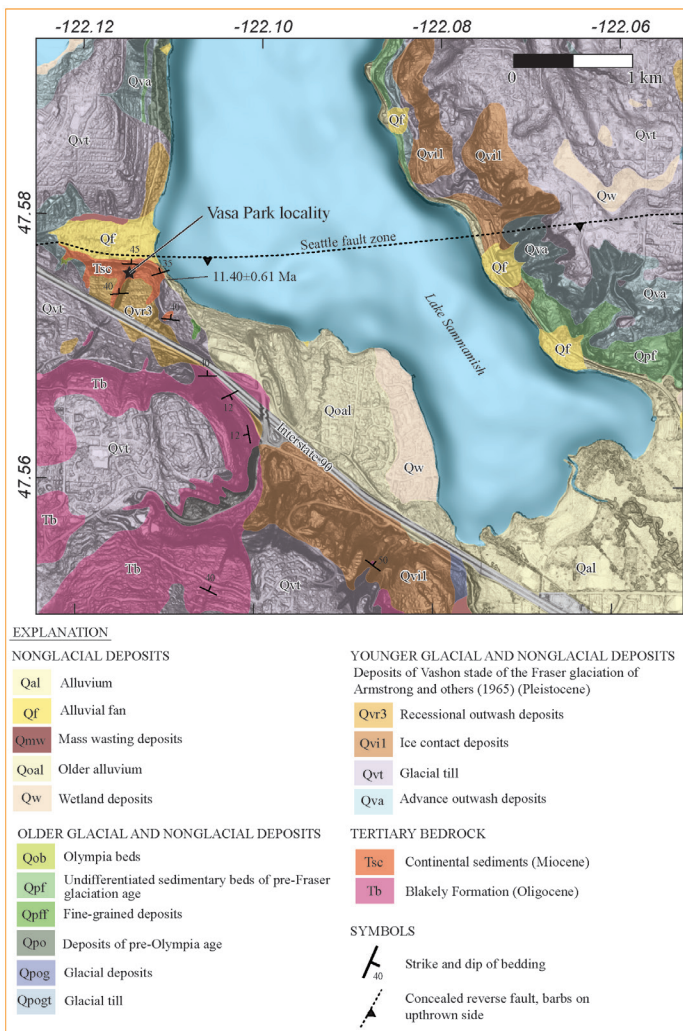 -122.12
-122.10
-122.08
-122.06
0
1 km
Qva
Qvt
Qf
Qvi1
Qvi1
Qvt
Qw
47.58
Vasa Park locality
Qf
Seattle fault zone
45
Tsc
35
11.40±0.61 Ma
Qva
Qf
Qva
40
Qvr3
Qvt
40
Lake Sammamish
Qf
Qpf
Tb
12
Qoal
12
Interstate-90
Qvt
Qw
47.56
Tb
Tb
Qvt
Qvi1
Qal
40
EXPLANATION
NONGLACIAL DEPOSITS
Qal Alluvium
Qf Alluvial fan
Qmw Mass wasting deposits
Qoal Older alluvium
Qw Wetland deposits
OLDER GLACIAL AND NONGLACIAL DEPOSITS
Qob Olympia beds
Qpf Undifferentiated sedimentary beds of pre-Fraser
glaciation age
Qpff Fine-grained deposits
Qpo Deposits of pre-Olympia age
Qpog Glacial deposits
Qpogt Glacial till
YOUNGER GLACIAL AND NONGLACIAL DEPOSITS
Deposits of Vashon stade of the Fraser glaciation of
Armstrong and others (1965) (Pleistocene)
Qvr3 Recessional outwash deposits
Qvi1 Ice contact deposits
Qvt Glacial till
Qva Advance outwash deposits
TERTIARY BEDROCK
Tsc Continental sediments (Miocene)
Tb Blakely Formation (Oligocene)
SYMBOLS
40
Strike and dip of bedding
Concealed reverse fault, barbs on
upthrown side